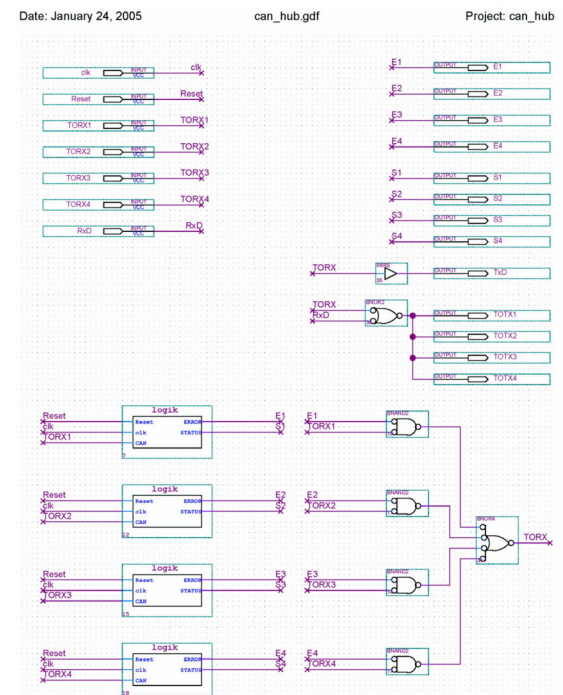 Date: January 24, 2005 can_hub.gdf Project: can_hub
clk INPUT VCC clk
Reset INPUT VCC Reset
TORX1 INPUT VCC TORX1
TORX2 INPUT VCC TORX2
TORX3 INPUT VCC TORX3
TORX4 INPUT VCC TORX4
RxD INPUT VCC RxD
E1 OUTPUT E1
E2 OUTPUT E2
E3 OUTPUT E3
E4 OUTPUT E4
S1 OUTPUT S1
S2 OUTPUT S2
S3 OUTPUT S3
S4 OUTPUT S4
TORX WIRE 36 OUTPUT TxD
TORX BNOR2 OUTPUT TOTX1
RxD
OUTPUT TOTX2
OUTPUT TOTX3
OUTPUT TOTX4
logik
Reset Reset ERROR E1
clk clk STATUS S1
TORX1 CAN
E1 BNAND2
TORX1
logik
Reset Reset ERROR E2
clk clk STATUS S2
TORX2 CAN
12
E2 BNAND2
TORX2
BNOR4
TORX
logik
Reset Reset ERROR E3
clk clk STATUS S3
TORX3 CAN
15
E3 BNAND2
TORX3
logik
Reset Reset ERROR E4
clk clk STATUS S4
TORX4 CAN
18
E4 BNAND2
TORX4